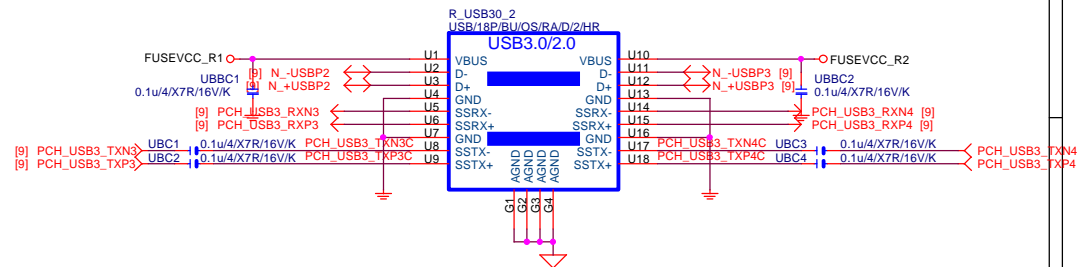 R_USB30_2
USB/18P/BU/OS/RA/D/2/HR
USB3.0/2.0
FUSEVCC_R1 U1 VBUS VBUS U10 FUSEVCC_R2
[9] N_-USBP2 U2 D- D- U11 N_-USBP3 [9]
[9] N_+USBP2 U3 D+ D+ U12 N_+USBP3 [9]
UBBC1
0.1u/4/X7R/16V/K
UBBC2
0.1u/4/X7R/16V/K
U4 GND GND U13
[9] PCH_USB3_RXN3 U5 SSRX- SSRX- U14 PCH_USB3_RXN4 [9]
[9] PCH_USB3_RXP3 U6 SSRX+ SSRX+ U15 PCH_USB3_RXP4 [9]
U7 GND GND U16
[9] PCH_USB3_TXN3 UBC1 0.1u/4/X7R/16V/K PCH_USB3_TXN3C U8 SSTX- SSTX- U17 PCH_USB3_TXN4C UBC3 0.1u/4/X7R/16V/K PCH_USB3_TXN4
[9] PCH_USB3_TXP3 UBC2 0.1u/4/X7R/16V/K PCH_USB3_TXP3C U9 SSTX+ SSTX+ U18 PCH_USB3_TXP4C UBC4 0.1u/4/X7R/16V/K PCH_USB3_TXP4
AGND AGND AGND AGND
G1 G2 G3 G4